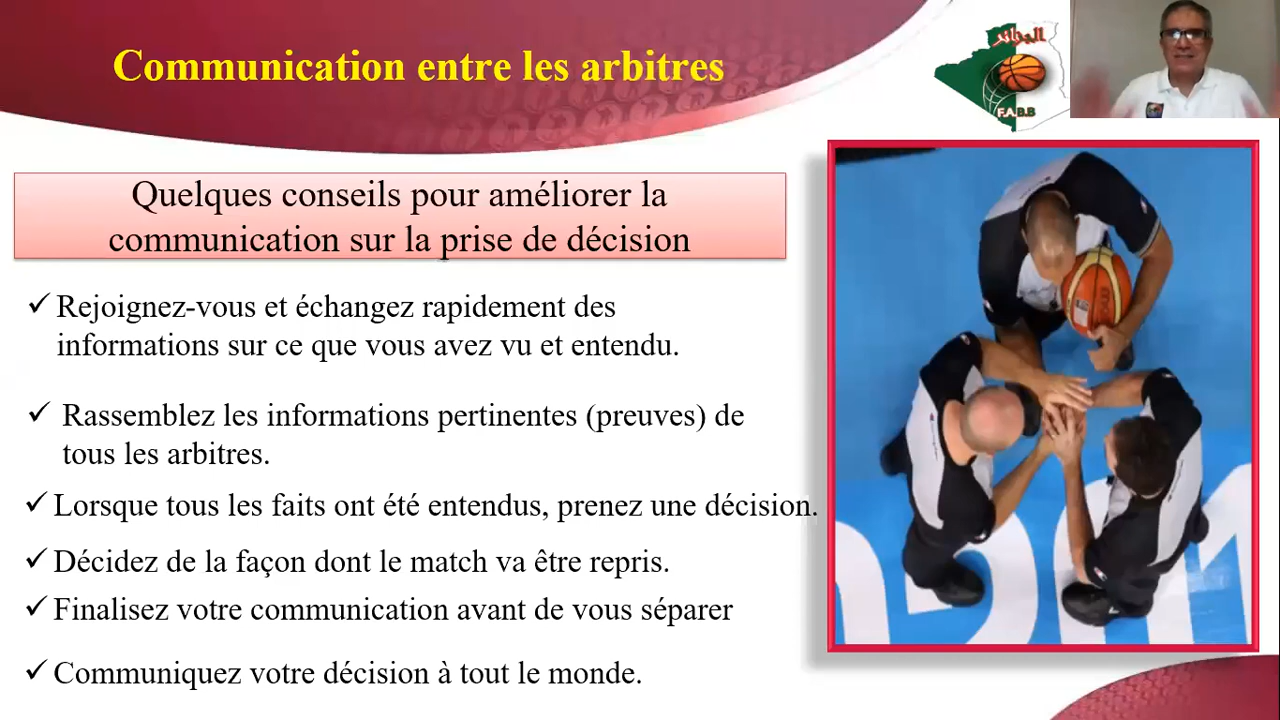 Communication entre les arbitres
الجزائر
F.A.B.B
Quelques conseils pour améliorer la
communication sur la prise de décision
✓ Rejoignez-vous et échangez rapidement des
informations sur ce que vous avez vu et entendu.
✓ Rassemblez les informations pertinentes (preuves) de
tous les arbitres.
✓ Lorsque tous les faits ont été entendus, prenez une décision.
✓ Décidez de la façon dont le match va être repris.
✓ Finalisez votre communication avant de vous séparer
✓ Communiquez votre décision à tout le monde.